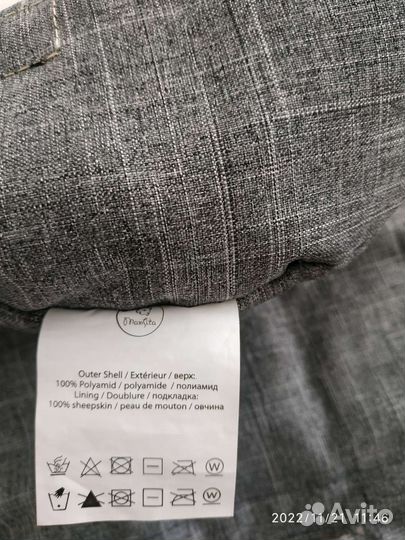 Outer Shell / Extérieur / верх:
100% Polyamid / polyamide / полиамид
Lining / Doublure / подкладка:
100% sheepskin / peau de mouton / овчина
W
W
2022/11/21 11:46
Avito